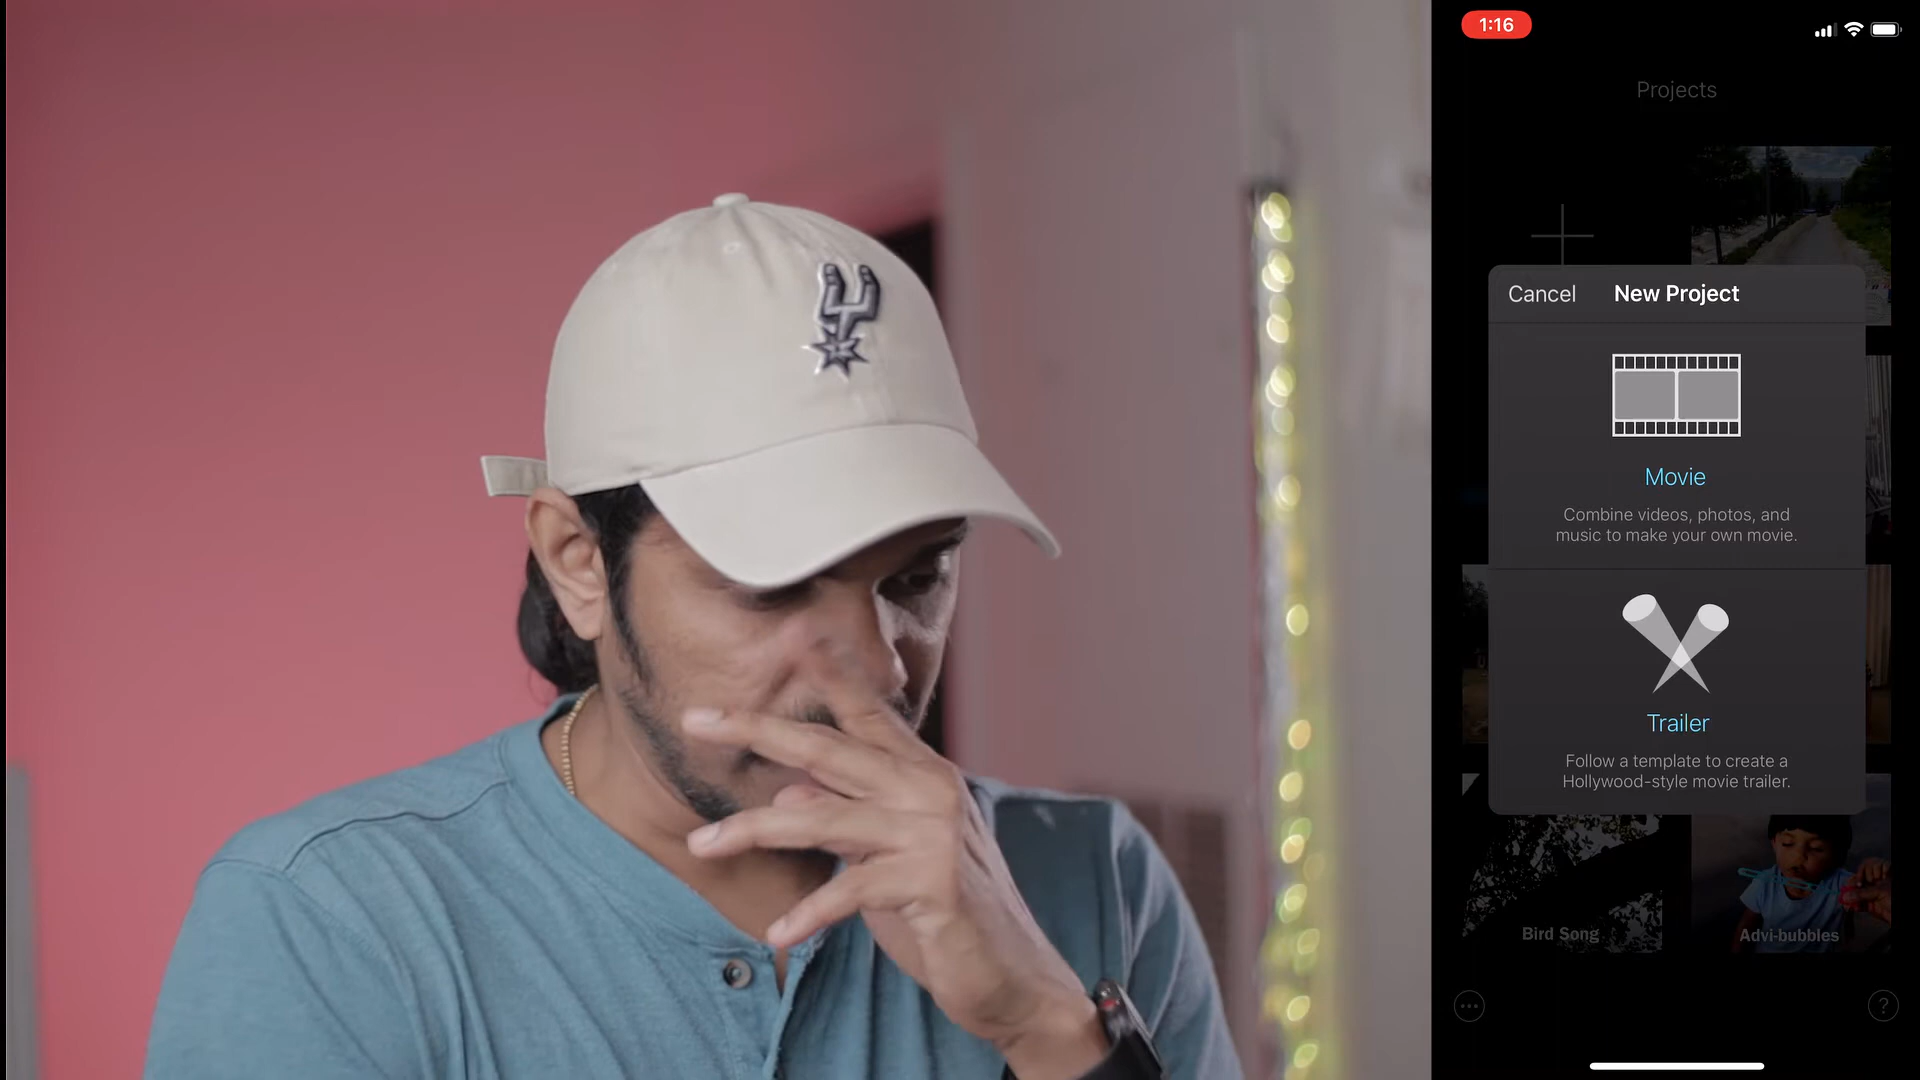 1:16
Projects
Cancel
New Project
Movie
Combine videos, photos, and
music to make your own movie.
Trailer
Follow a template to create a
Hollywood-style movie trailer.
Bird Song
Advi-bubbles
?